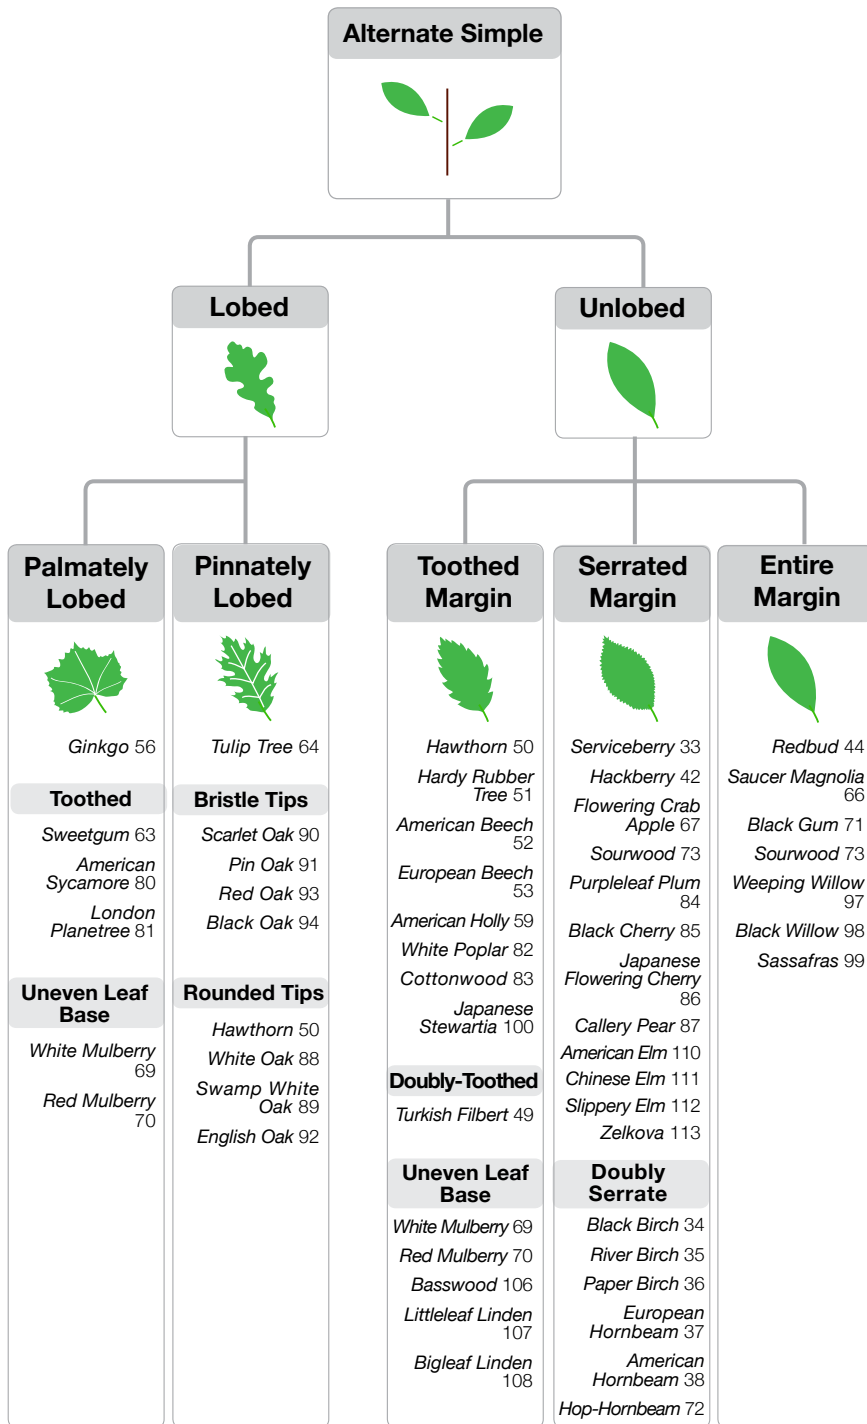 Alternate Simple
Lobed
Unlobed
Palmately
Lobed
Ginkgo 56
Toothed
Sweetgum 63
American
Sycamore 80
London
Planetree 81
Uneven Leaf
Base
White Mulberry
69
Red Mulberry
70
Pinnately
Lobed
Tulip Tree 64
Bristle Tips
Scarlet Oak 90
Pin Oak 91
Red Oak 93
Black Oak 94
Rounded Tips
Hawthorn 50
White Oak 88
Swamp White
Oak 89
English Oak 92
Toothed
Margin
Hawthorn 50
Hardy Rubber
Tree 51
American Beech
52
European Beech
53
American Holly 59
White Poplar 82
Cottonwood 83
Japanese
Stewartia 100
Doubly-Toothed
Turkish Filbert 49
Uneven Leaf
Base
White Mulberry 69
Red Mulberry 70
Basswood 106
Littleleaf Linden
107
Bigleaf Linden
108
Serrated
Margin
Serviceberry 33
Hackberry 42
Flowering Crab
Apple 67
Sourwood 73
Purpleleaf Plum
84
Black Cherry 85
Japanese
Flowering Cherry
86
Callery Pear 87
American Elm 110
Chinese Elm 111
Slippery Elm 112
Zelkova 113
Doubly
Serrate
Black Birch 34
River Birch 35
Paper Birch 36
European
Hornbeam 37
American
Hornbeam 38
Hop-Hornbeam 72
Entire
Margin
Redbud 44
Saucer Magnolia
66
Black Gum 71
Sourwood 73
Weeping Willow
97
Black Willow 98
Sassafras 99